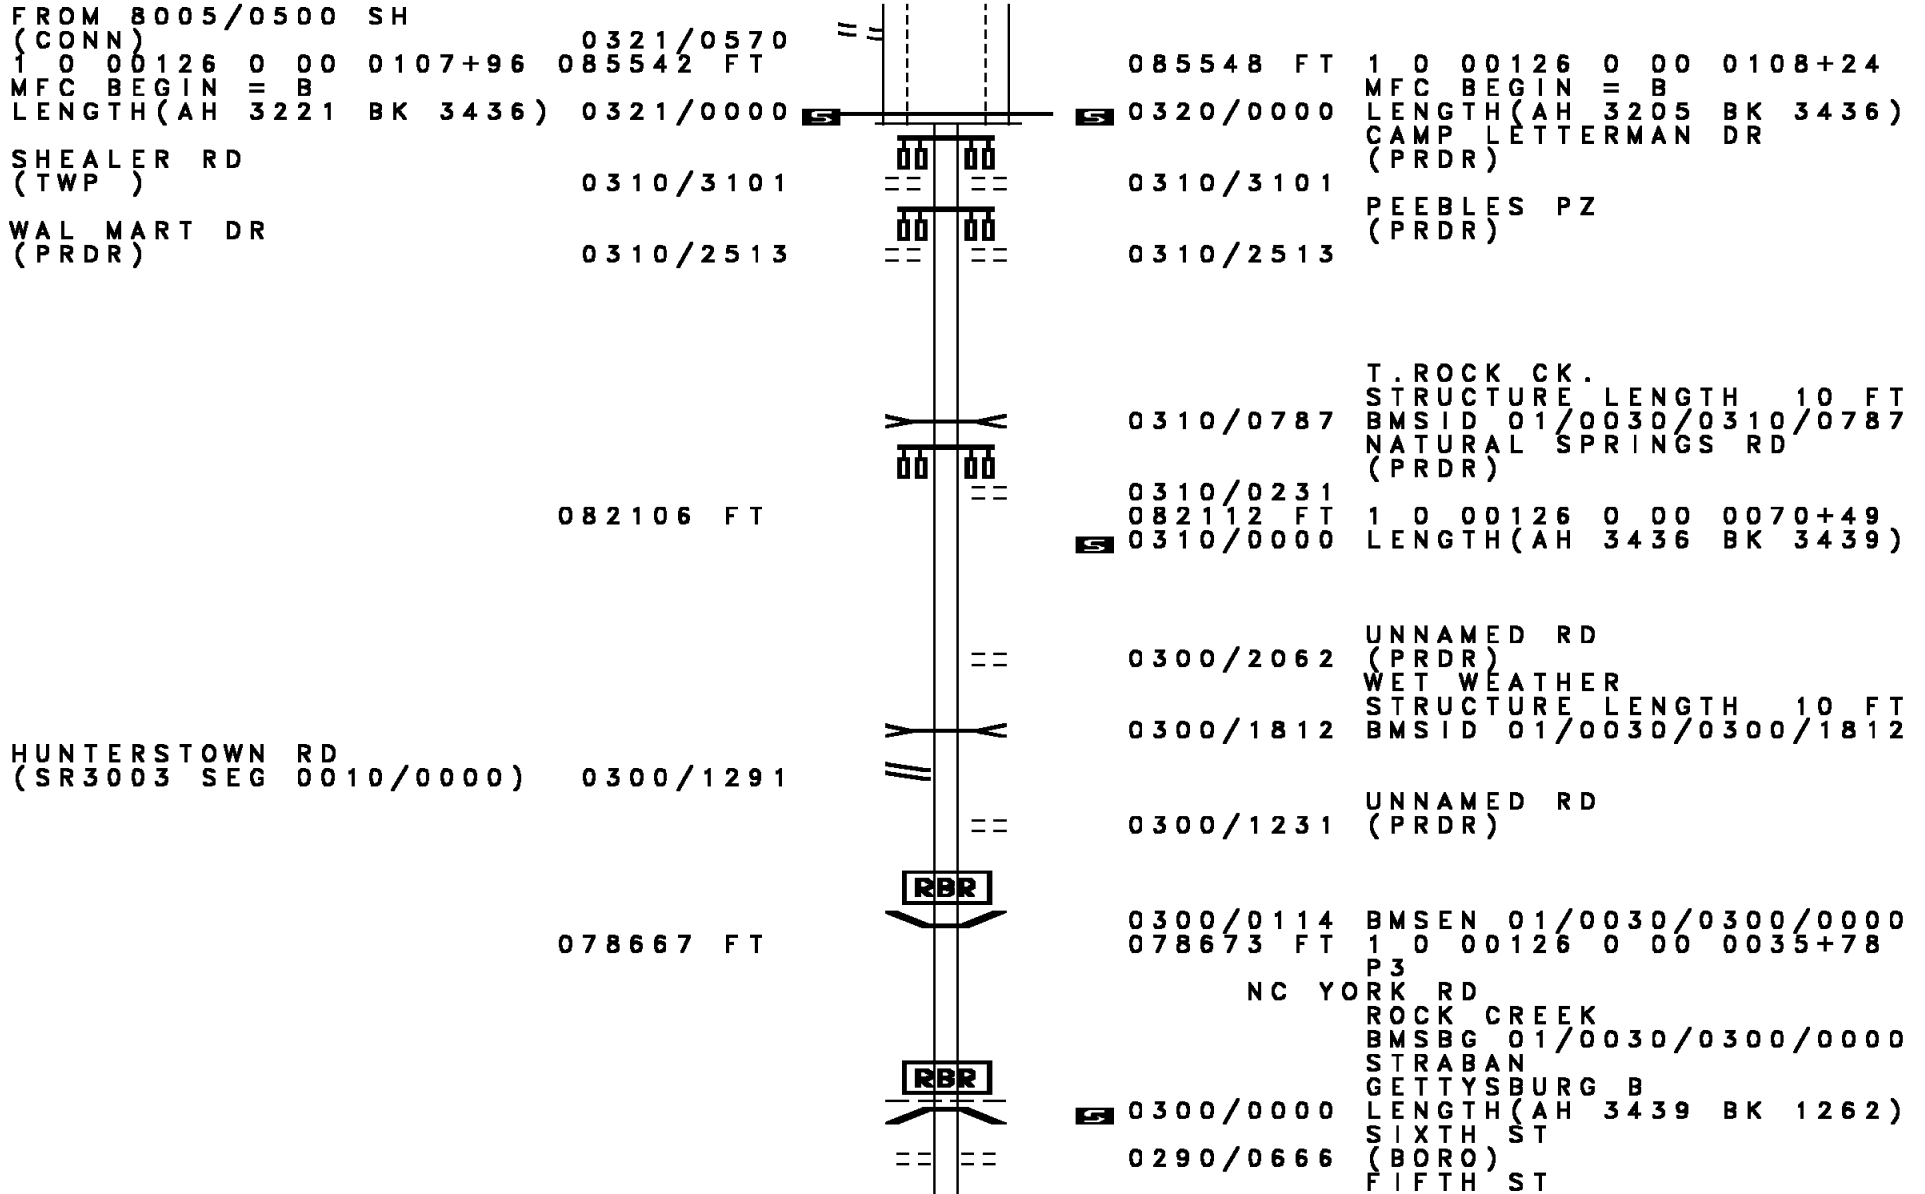 FROM 8005/0500 SH
(CONN) 0321/0570
1 0 00126 0 00 0107+96 085542 FT 085548 FT 1 0 00126 0 00 0108+24
MFC BEGIN = B MFC BEGIN = B
LENGTH(AH 3221 BK 3436) 0321/0000 S S 0320/0000 LENGTH(AH 3205 BK 3436)
CAMP LETTERMAN DR
SHEALER RD (PRDR)
(TWP ) 0310/3101 0310/3101
PEEBLES PZ
WAL MART DR (PRDR)
(PRDR) 0310/2513 0310/2513
T.ROCK CK.
STRUCTURE LENGTH 10 FT
0310/0787 BMSID 01/0030/0310/0787
NATURAL SPRINGS RD
(PRDR)
0310/0231
082106 FT 082112 FT 1 0 00126 0 00 0070+49
S 0310/0000 LENGTH(AH 3436 BK 3439)
UNNAMED RD
0300/2062 (PRDR)
WET WEATHER
STRUCTURE LENGTH 10 FT
0300/1812 BMSID 01/0030/0300/1812
HUNTERSTOWN RD
(SR3003 SEG 0010/0000) 0300/1291
UNNAMED RD
0300/1231 (PRDR)
RBR
0300/0114 BMSEN 01/0030/0300/0000
078667 FT 078673 FT 1 0 00126 0 00 0035+78
P3
NC YORK RD
ROCK CREEK
BMSBG 01/0030/0300/0000
STRABAN
RBR
GETTYSBURG B
S 0300/0000 LENGTH(AH 3439 BK 1262)
SIXTH ST
0290/0666 (BORO)
FIFTH ST